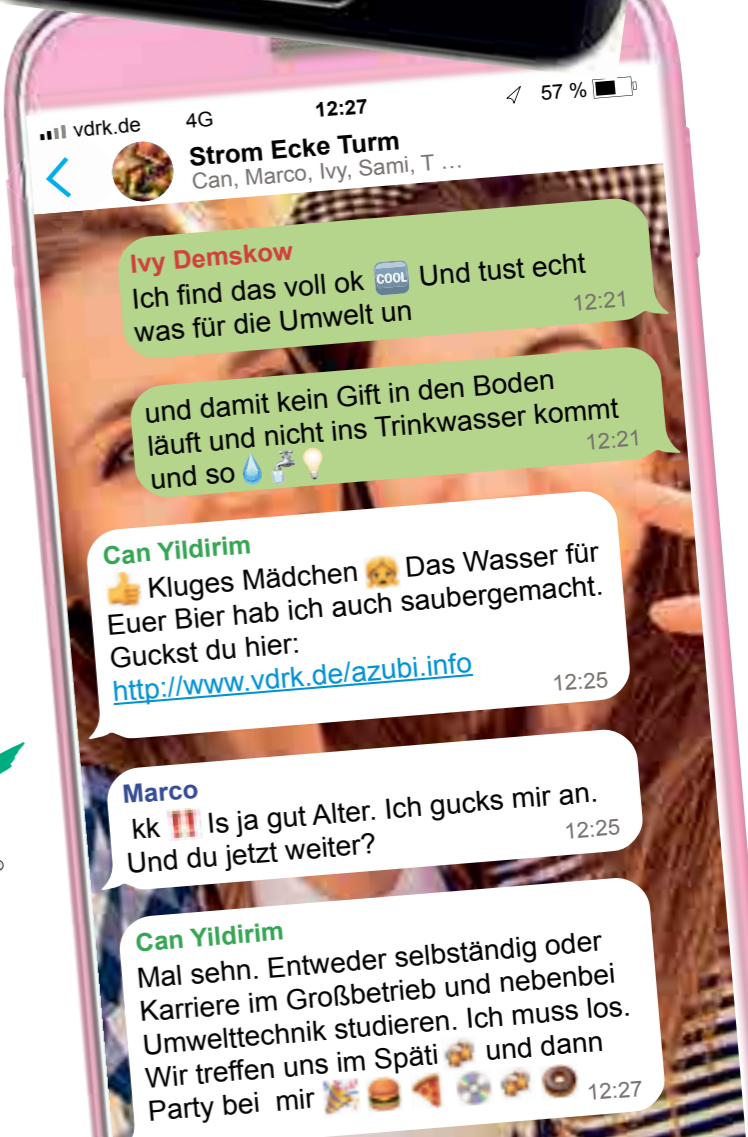 vdrk.de 4G 12:27 57 %
Strom Ecke Turm
Can, Marco, Ivy, Sami, T ...
Ivy Demskow
Ich find das voll ok COOL Und tust echt
was für die Umwelt un 12:21
und damit kein Gift in den Boden
läuft und nicht ins Trinkwasser kommt
und so 💧🚰💡 12:21
Can Yildirim
👍 Kluges Mädchen 👧 Das Wasser für
Euer Bier hab ich auch saubergemacht.
Guckst du hier:
http://www.vdrk.de/azubi.info 12:25
Marco
kk ‼️ Is ja gut Alter. Ich gucks mir an.
Und du jetzt weiter? 12:25
Can Yildirim
Mal sehn. Entweder selbständig oder
Karriere im Großbetrieb und nebenbei
Umwelttechnik studieren. Ich muss los.
Wir treffen uns im Späti 🍻 und dann
Party bei mir 🎉🍔🍕💿🍻🍩 12:27